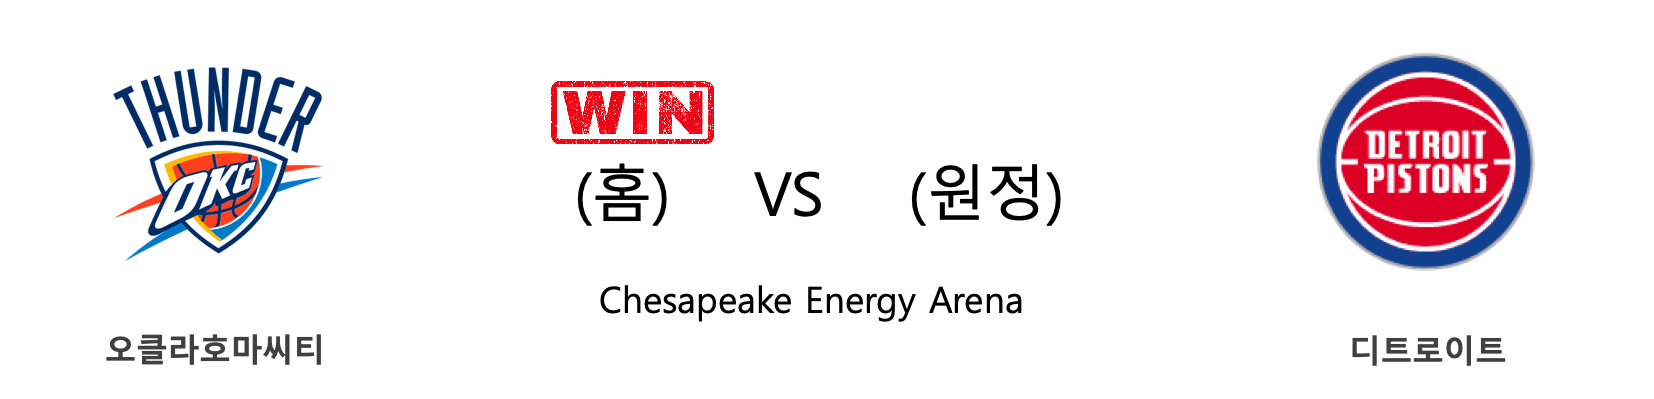 THUNDER
OKC
WIN
(홈) VS (원정)
DETROIT
PISTONS
Chesapeake Energy Arena
오클라호마씨티
디트로이트